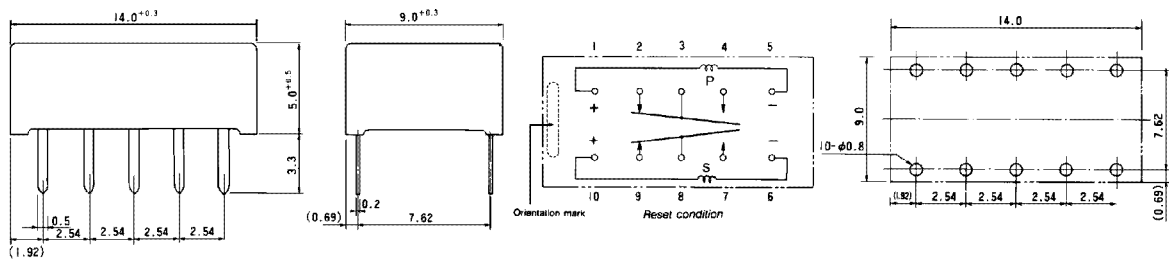 14.0+0.3
5.0+0.5
3.3
0.5
2.54 2.54 2.54 2.54
(1.92)
9.0+0.3
0.2
(0.69) 7.62
1 2 3 4 5
P
+ −
+ −
S
10 9 8 7 6
Orientation mark
Reset condition
14.0
9.0
7.62
10-φ0.8
(1.92) 2.54 2.54 2.54 2.54
(0.69)